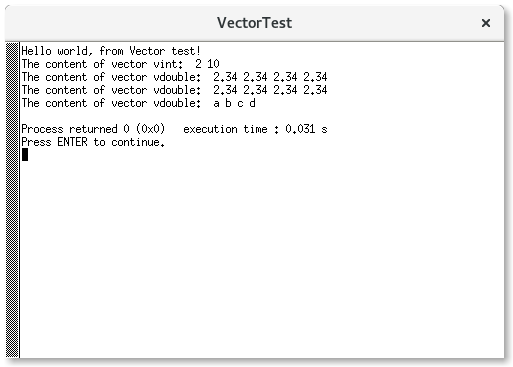 VectorTest
Hello world, from Vector test!
The content of vector vint:  2 10
The content of vector vdouble:  2.34 2.34 2.34 2.34
The content of vector vdouble:  2.34 2.34 2.34 2.34
The content of vector vdouble:  a b c d
Process returned 0 (0x0)   execution time : 0.031 s
Press ENTER to continue.